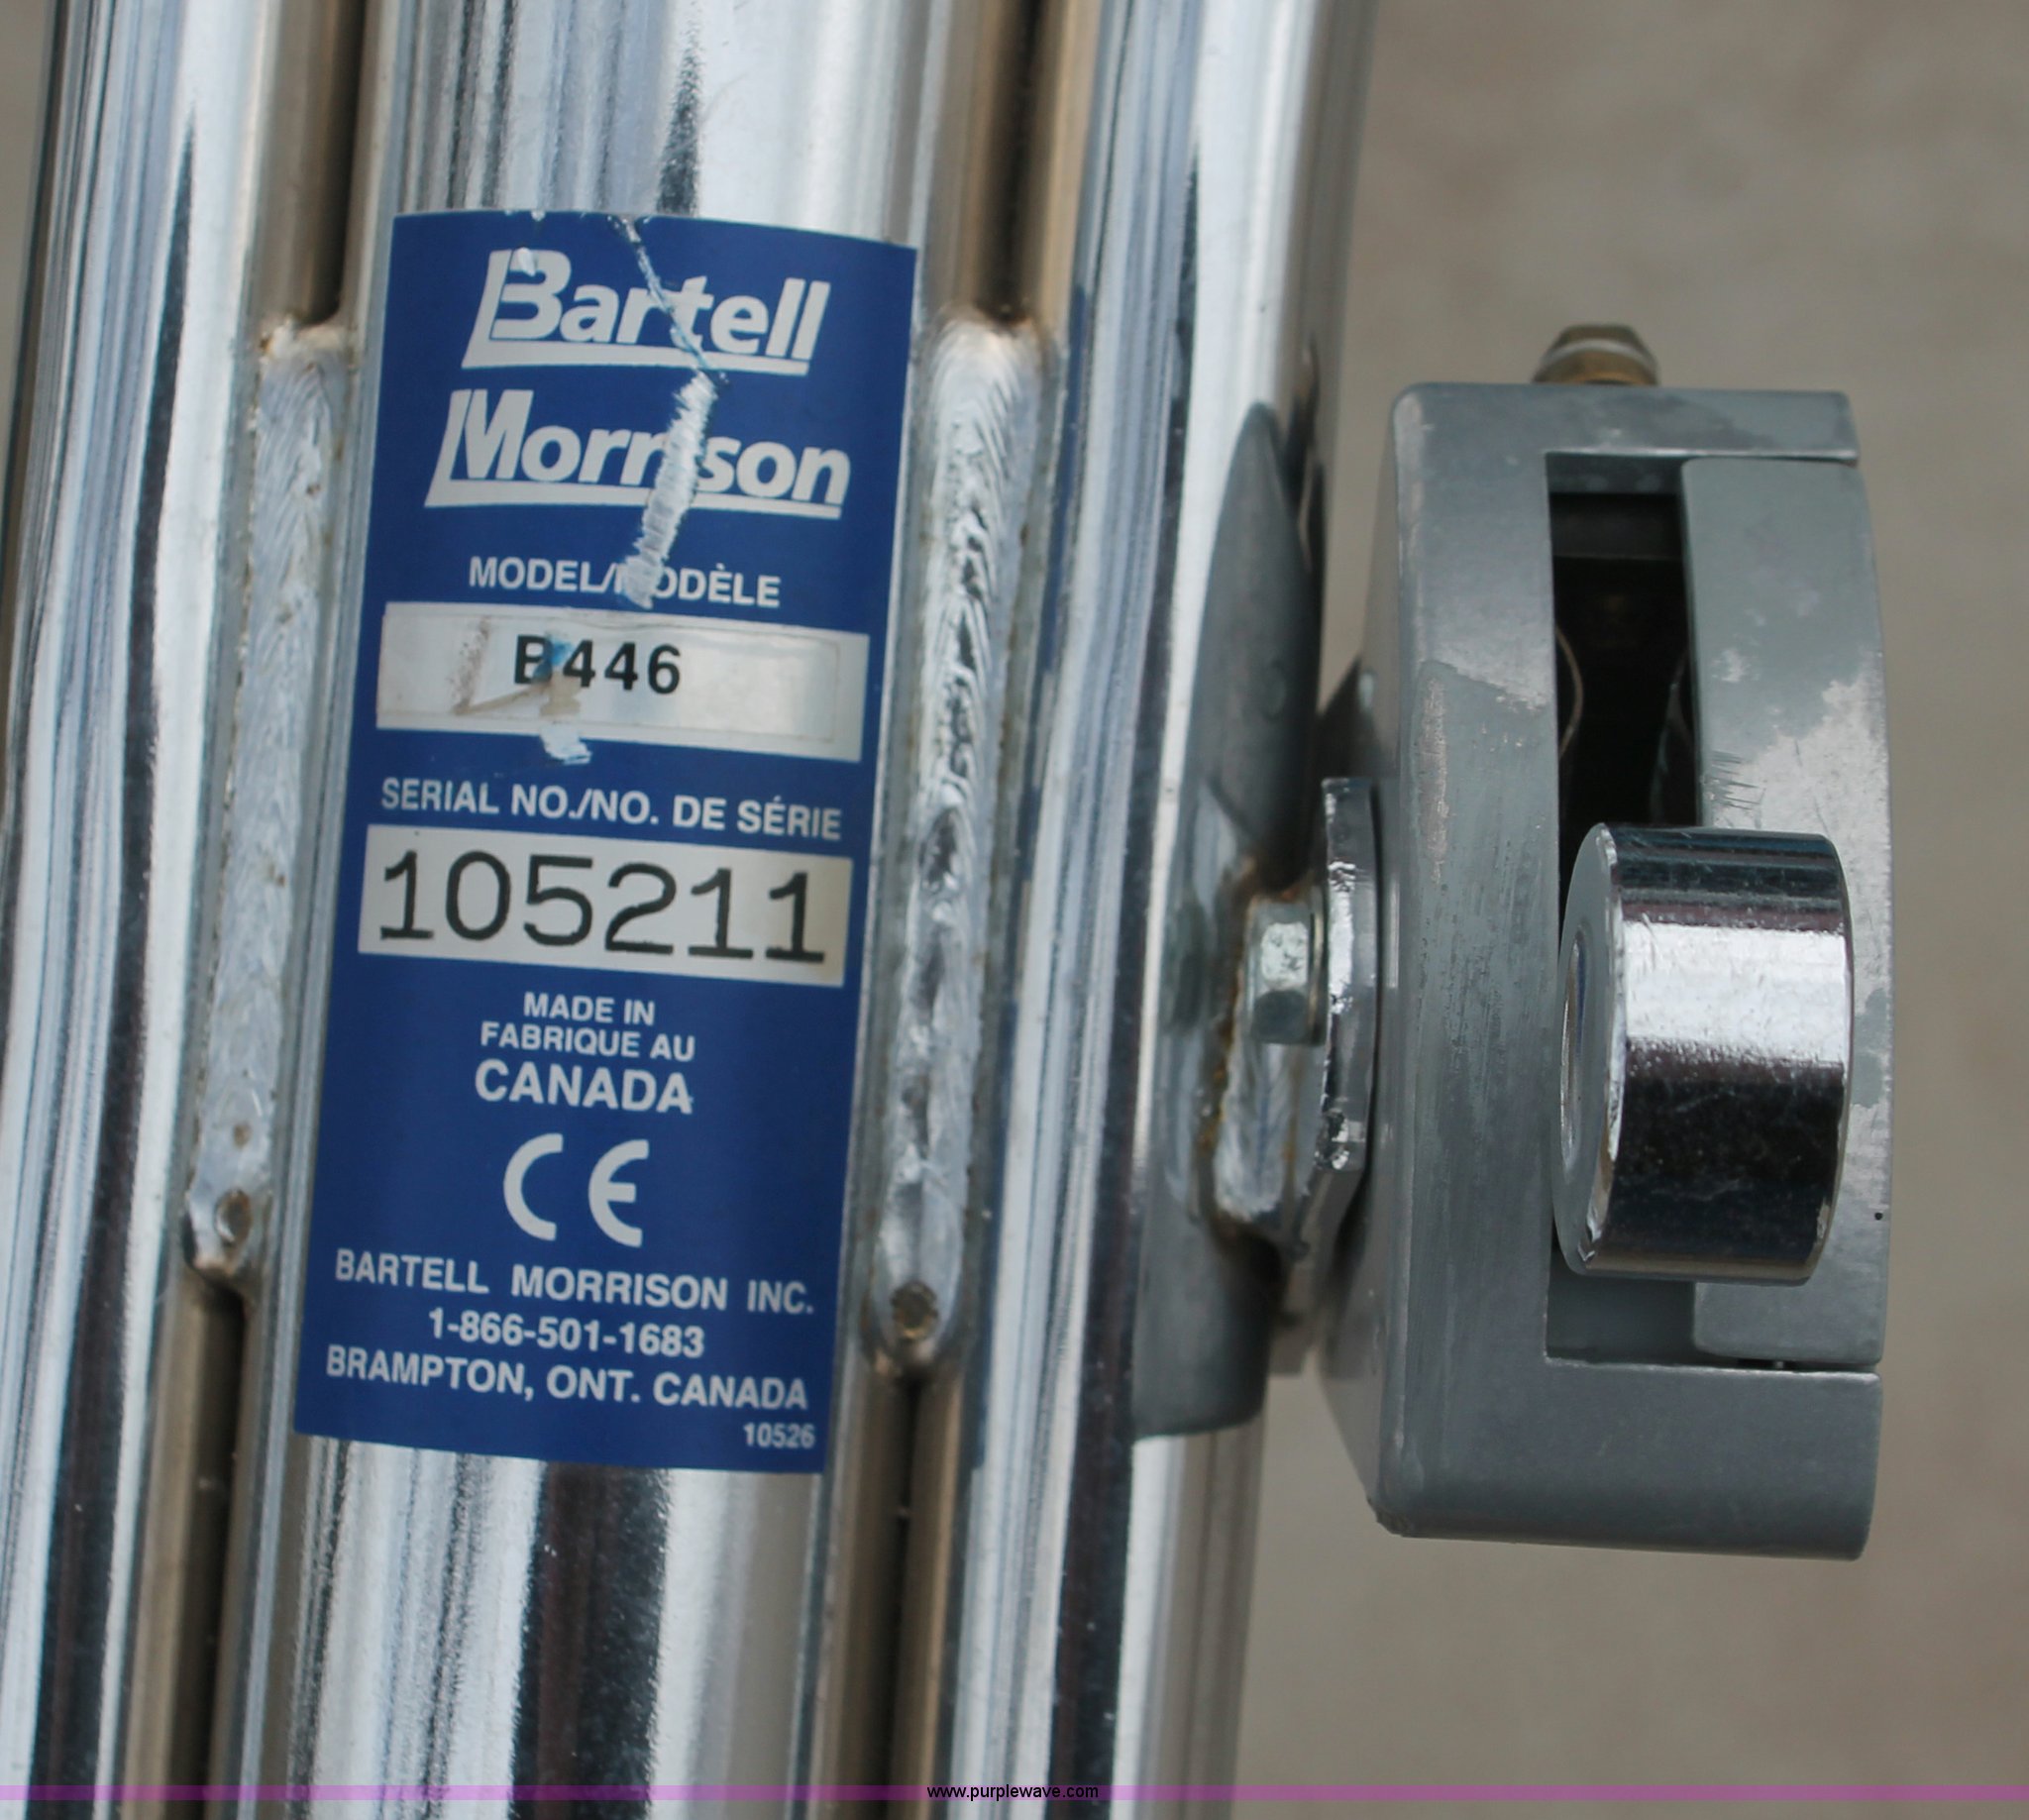 Bartell
Morrison
MODEL/MODÈLE
B446
SERIAL NO./NO. DE SÉRIE
105211
MADE IN
FABRIQUE AU
CANADA
CE
BARTELL MORRISON INC.
1-866-501-1683
BRAMPTON, ONT. CANADA
10526
www.purplewave.com